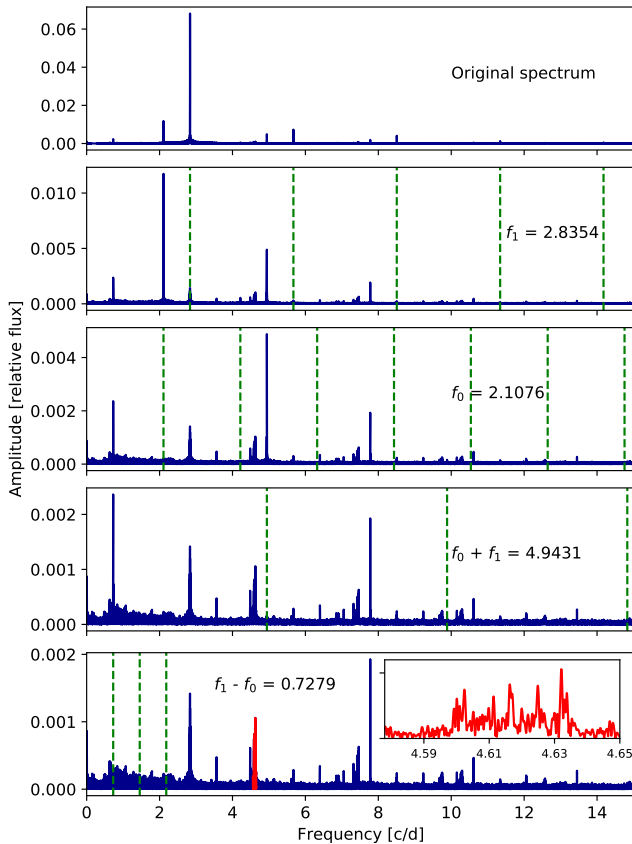 0.06
0.04
0.02
0.00
Original spectrum
0.010
0.005
0.000
f1 = 2.8354
0.004
0.002
0.000
f0 = 2.1076
Amplitude [relative flux]
0.002
0.001
0.000
f0 + f1 = 4.9431
0.002
0.001
0.000
f1 - f0 = 0.7279
4.59 4.61 4.63 4.65
0 2 4 6 8 10 12 14
Frequency [c/d]